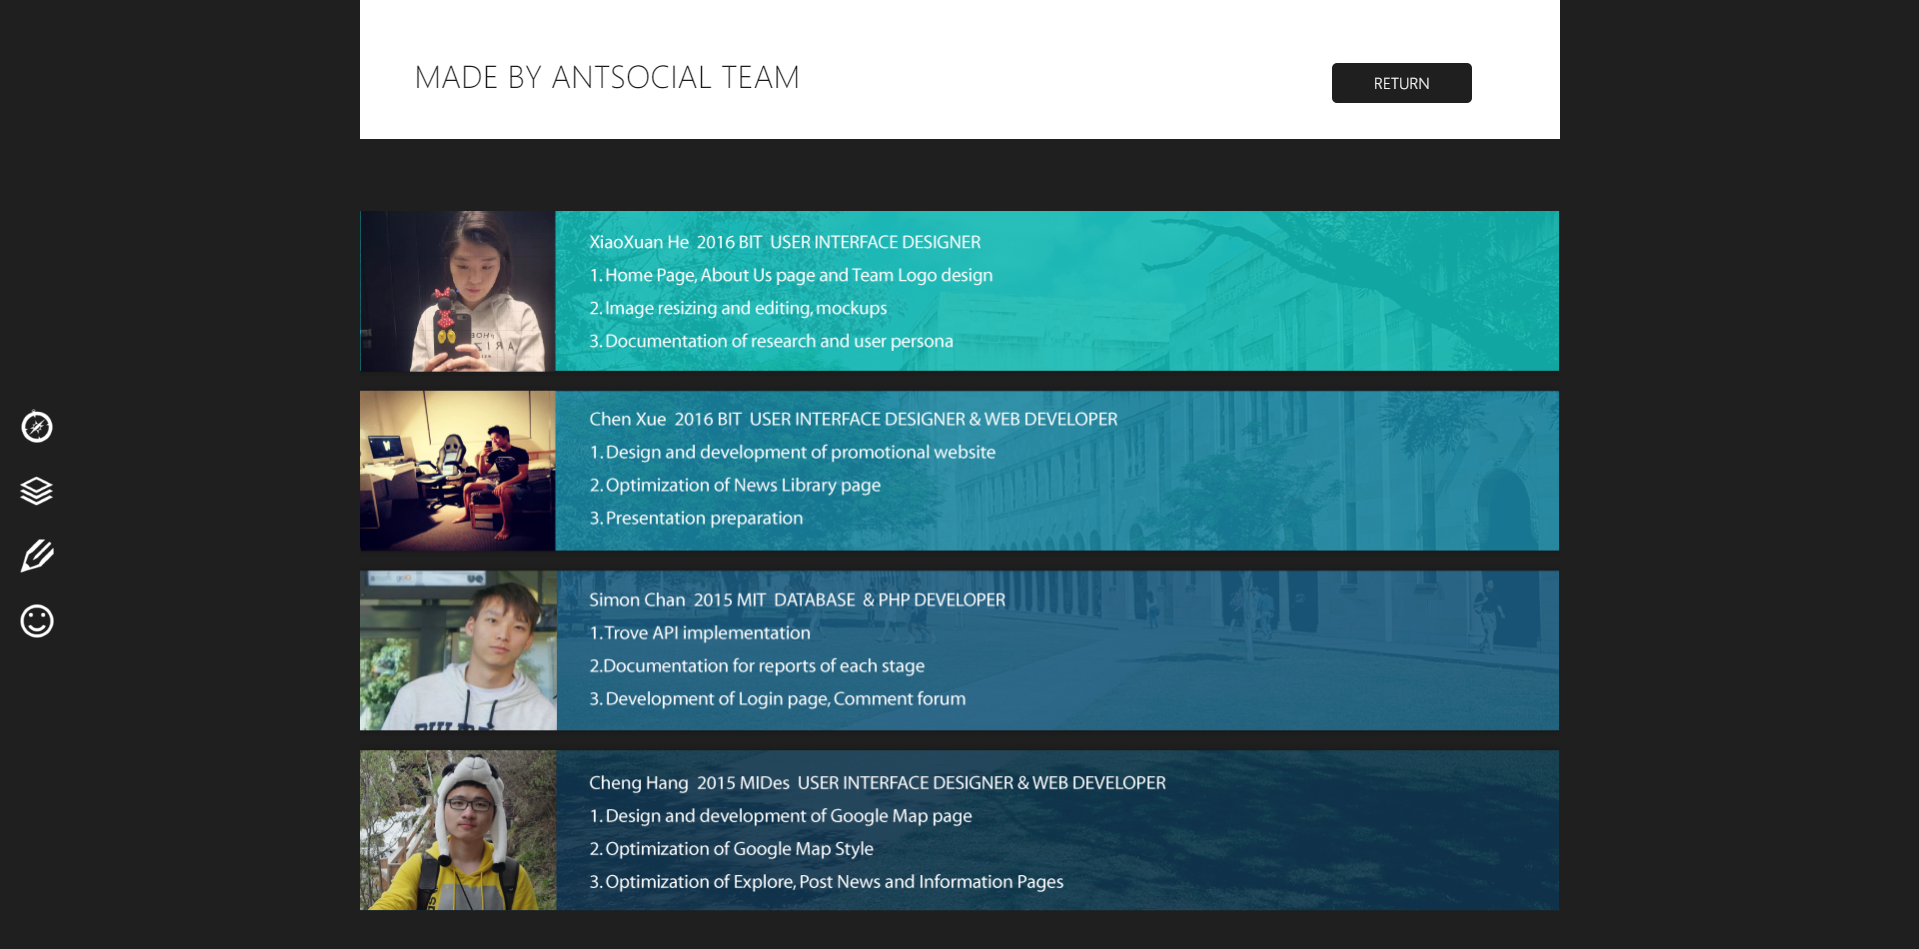 MADE BY ANTSOCIAL TEAM
RETURN
XiaoXuan He 2016 BIT USER INTERFACE DESIGNER
1. Home Page, About Us page and Team Logo design
2. Image resizing and editing, mockups
3. Documentation of research and user persona
Chen Xue 2016 BIT USER INTERFACE DESIGNER & WEB DEVELOPER
1. Design and development of promotional website
2. Optimization of News Library page
3. Presentation preparation
Simon Chan 2015 MIT DATABASE & PHP DEVELOPER
1. Trove API implementation
2.Documentation for reports of each stage
3. Development of Login page, Comment forum
Cheng Hang 2015 MIDes USER INTERFACE DESIGNER & WEB DEVELOPER
1. Design and development of Google Map page
2. Optimization of Google Map Style
3. Optimization of Explore, Post News and Information Pages